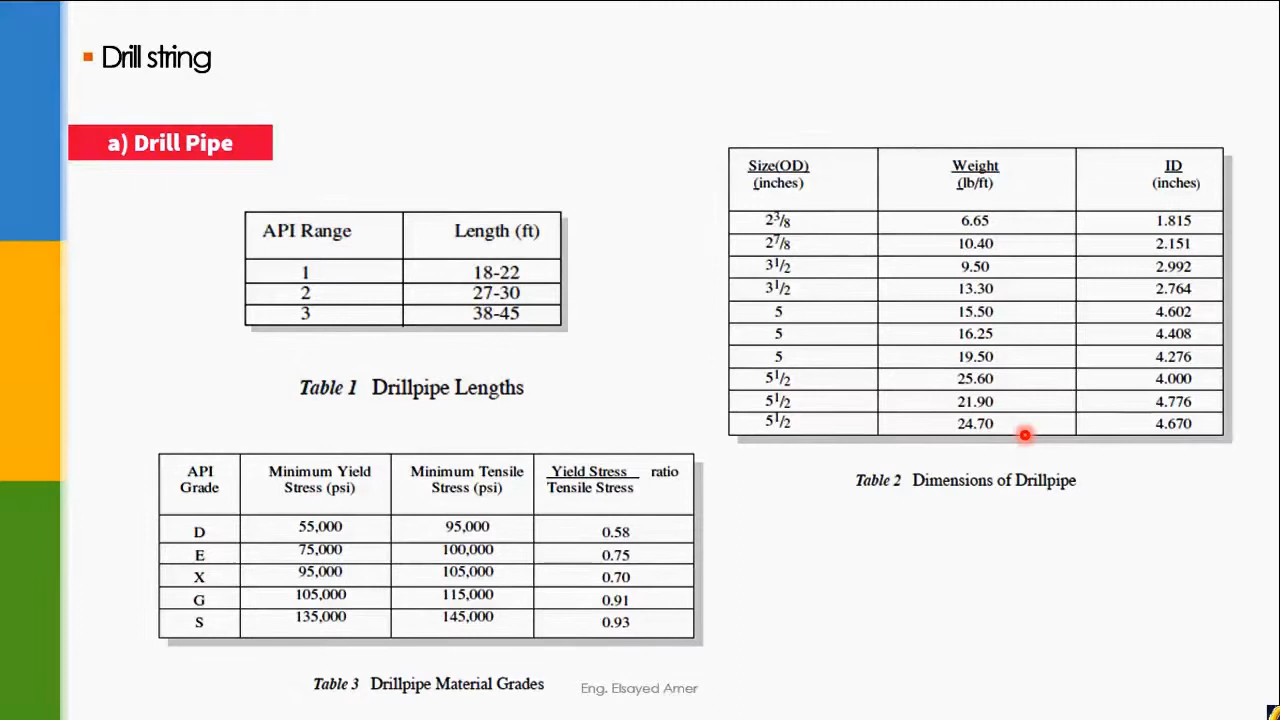 Drill string
a) Drill Pipe
API Range Length (ft)
1 18-22
2 27-30
3 38-45
Table 1 Drillpipe Lengths
Size(OD) Weight ID
(inches) (lb/ft) (inches)
2 3/8 6.65 1.815
2 7/8 10.40 2.151
3 1/2 9.50 2.992
3 1/2 13.30 2.764
5 15.50 4.602
5 16.25 4.408
5 19.50 4.276
5 1/2 25.60 4.000
5 1/2 21.90 4.776
5 1/2 24.70 4.670
Table 2 Dimensions of Drillpipe
API Minimum Yield Minimum Tensile Yield Stress ratio
Grade Stress (psi) Stress (psi) Tensile Stress
D 55,000 95,000 0.58
E 75,000 100,000 0.75
X 95,000 105,000 0.70
G 105,000 115,000 0.91
S 135,000 145,000 0.93
Table 3 Drillpipe Material Grades
Eng. Elsayed Amer